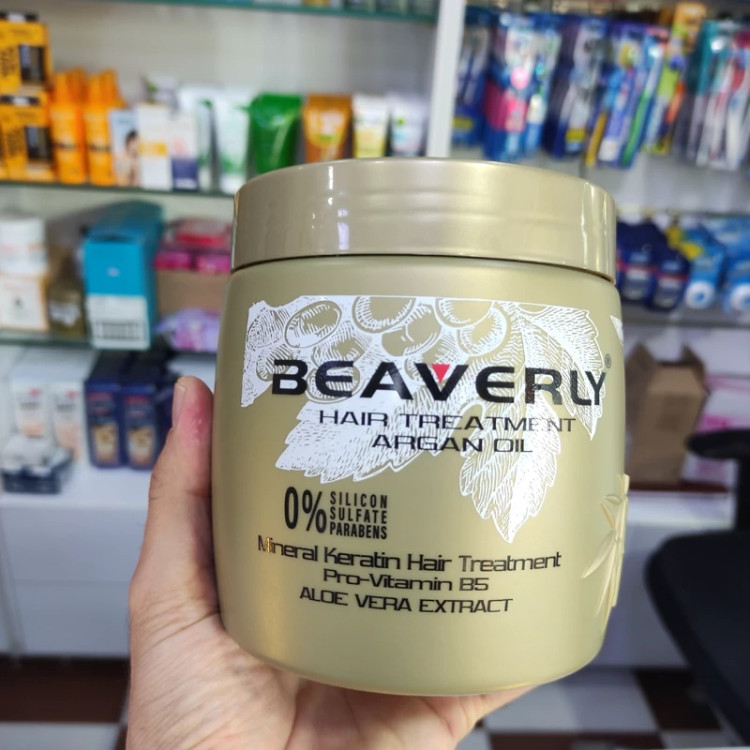 BEAVERLY®
HAIR TREATMENT
ARGAN OIL
0% SILICON
SULFATE
PARABENS
Mineral Keratin Hair Treatment
Pro-Vitamin B5
ALOE VERA EXTRACT